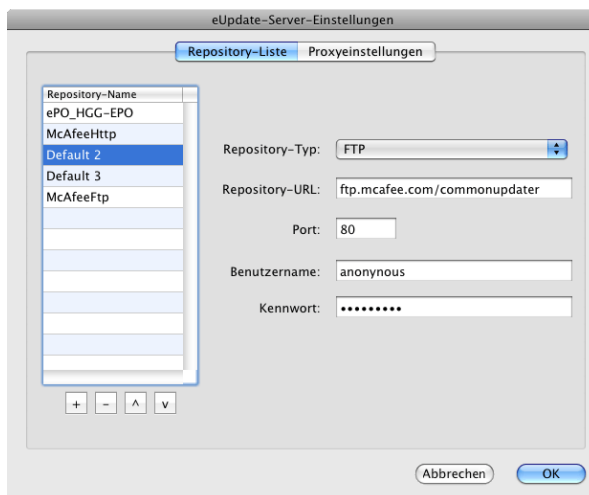 eUpdate-Server-Einstellungen
Repository-Liste Proxyeinstellungen
Repository-Name
ePO_HGG-EPO
McAfeeHttp
Default 2
Default 3
McAfeeFtp
+ - ^ v
Repository-Typ: FTP
Repository-URL: ftp.mcafee.com/commonupdater
Port: 80
Benutzername: anonynous
Kennwort: •••••••••
Abbrechen OK